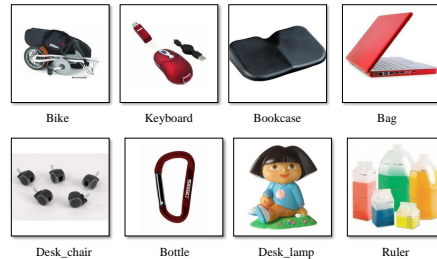 Bike
Keyboard
Bookcase
Bag
Desk_chair
Bottle
Desk_lamp
Ruler